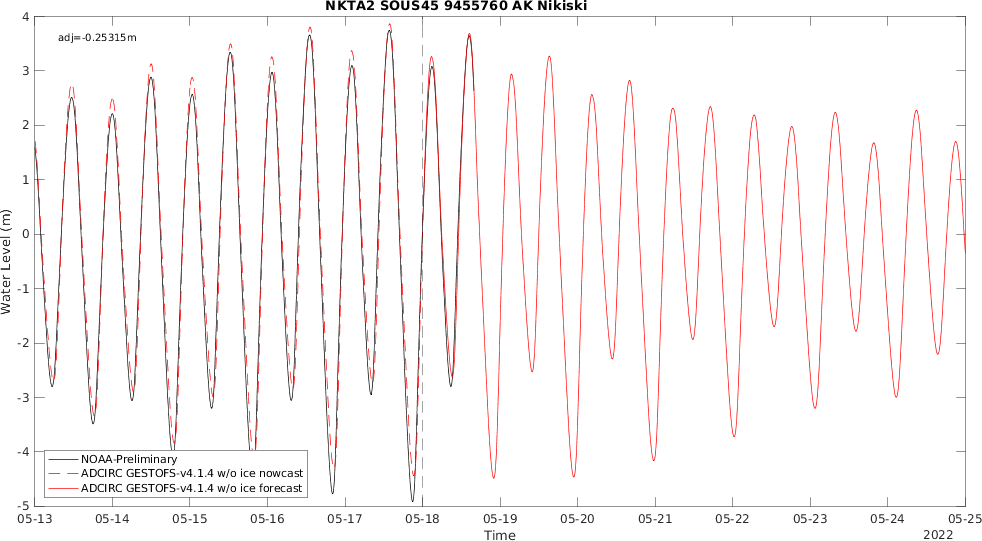 NKTA2 SOUS45 9455760 AK Nikiski
adj=-0.25315m
4
3
2
1
0
-1
-2
-3
-4
-5
Water Level (m)
NOAA-Preliminary
ADCIRC GESTOFS-v4.1.4 w/o ice nowcast
ADCIRC GESTOFS-v4.1.4 w/o ice forecast
05-13 05-14 05-15 05-16 05-17 05-18 05-19 05-20 05-21 05-22 05-23 05-24 05-25
Time
2022